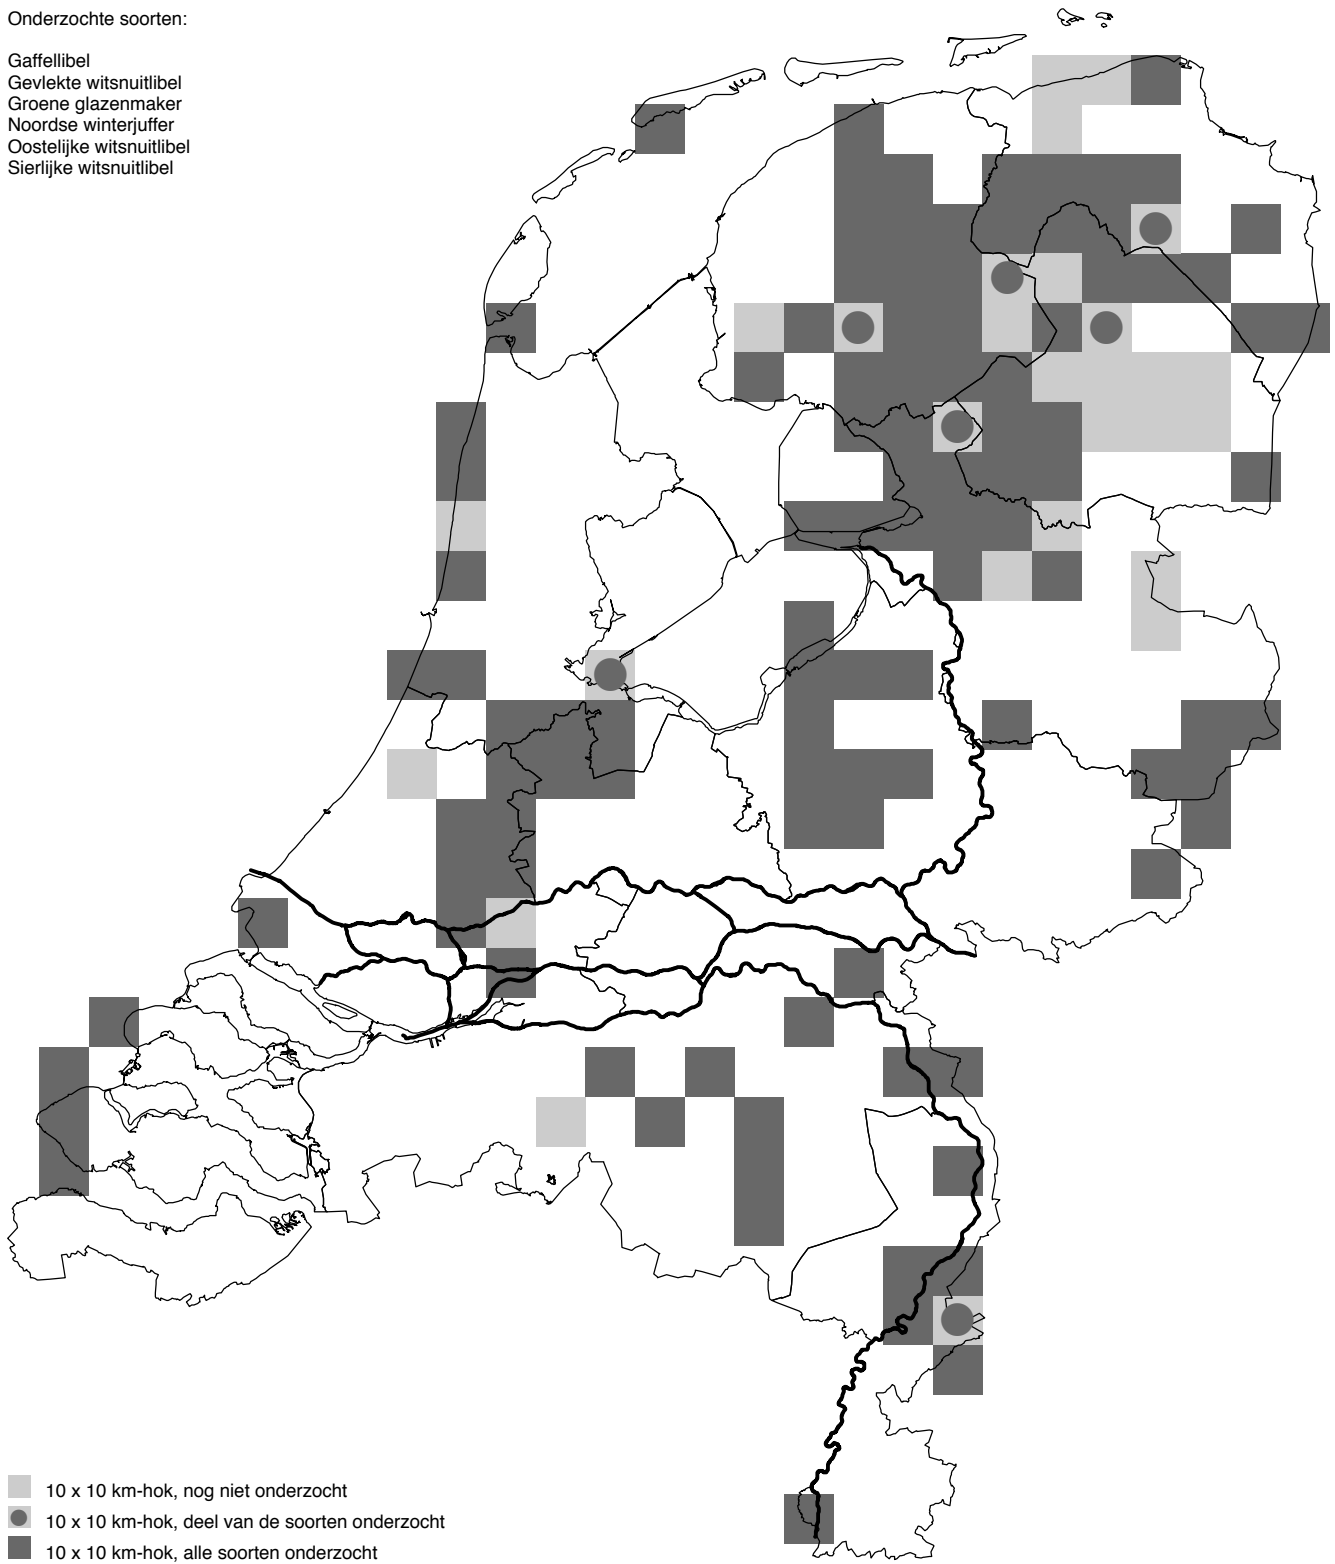 Onderzochte soorten:
Gaffellibel
Gevlekte witsnuitlibel
Groene glazenmaker
Noordse winterjuffer
Oostelijke witsnuitlibel
Sierlijke witsnuitlibel
10 x 10 km-hok, nog niet onderzocht
10 x 10 km-hok, deel van de soorten onderzocht
10 x 10 km-hok, alle soorten onderzocht